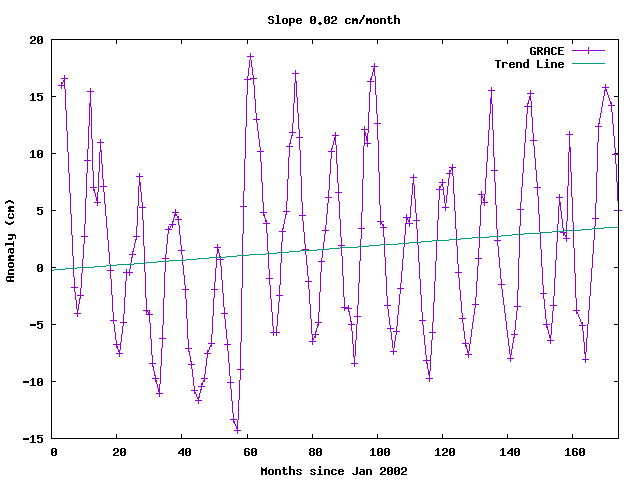 Slope 0.02 cm/month
GRACE
Trend Line
20
15
10
5
0
-5
-10
-15
Anomaly (cm)
0 20 40 60 80 100 120 140 160
Months since Jan 2002